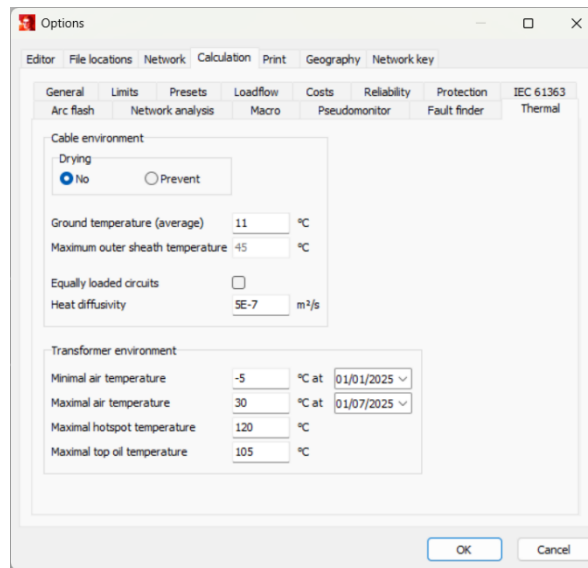 Options
Editor File locations Network Calculation Print Geography Network key
General Limits Presets Loadflow Costs Reliability Protection IEC 61363
Arc flash Network analysis Macro Pseudomonitor Fault finder Thermal
Cable environment
Drying
No Prevent
Ground temperature (average) 11 °C
Maximum outer sheath temperature 45 °C
Equally loaded circuits
Heat diffusivity 5E-7 m²/s
Transformer environment
Minimal air temperature -5 °C at 01/01/2025
Maximal air temperature 30 °C at 01/07/2025
Maximal hotspot temperature 120 °C
Maximal top oil temperature 105 °C
OK Cancel